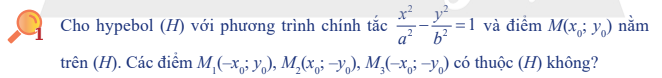 1 Cho hypebol (H) với phương trình chính tắc x²/a² − y²/b² = 1 và điểm M(x₀; y₀) nằm
trên (H). Các điểm M₁(–x₀; y₀), M₂(x₀; –y₀), M₃(–x₀; –y₀) có thuộc (H) không?